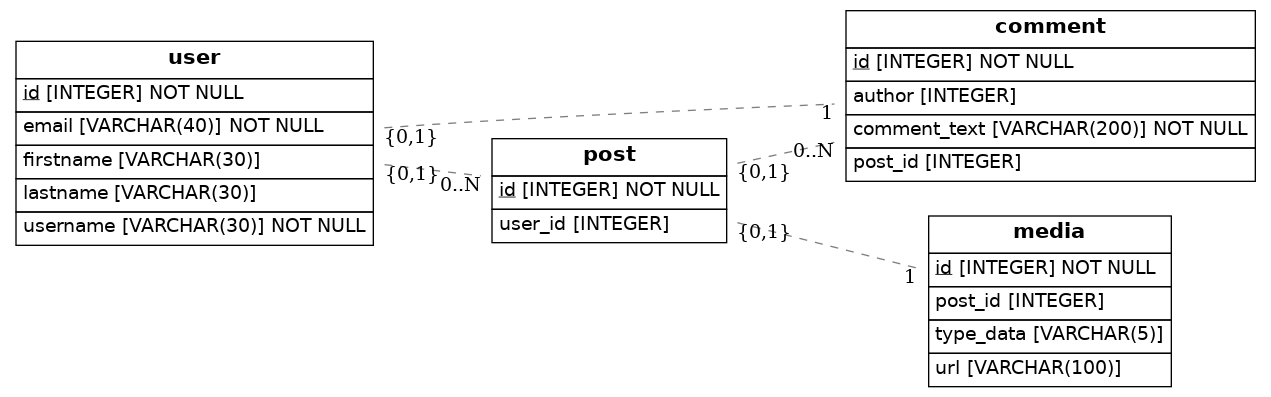 user
id [INTEGER] NOT NULL
email [VARCHAR(40)] NOT NULL
firstname [VARCHAR(30)]
lastname [VARCHAR(30)]
username [VARCHAR(30)] NOT NULL
{0,1}
1
{0,1}
0..N
post
id [INTEGER] NOT NULL
user_id [INTEGER]
{0,1}
0..N
{0,1}
1
comment
id [INTEGER] NOT NULL
author [INTEGER]
comment_text [VARCHAR(200)] NOT NULL
post_id [INTEGER]
media
id [INTEGER] NOT NULL
post_id [INTEGER]
type_data [VARCHAR(5)]
url [VARCHAR(100)]